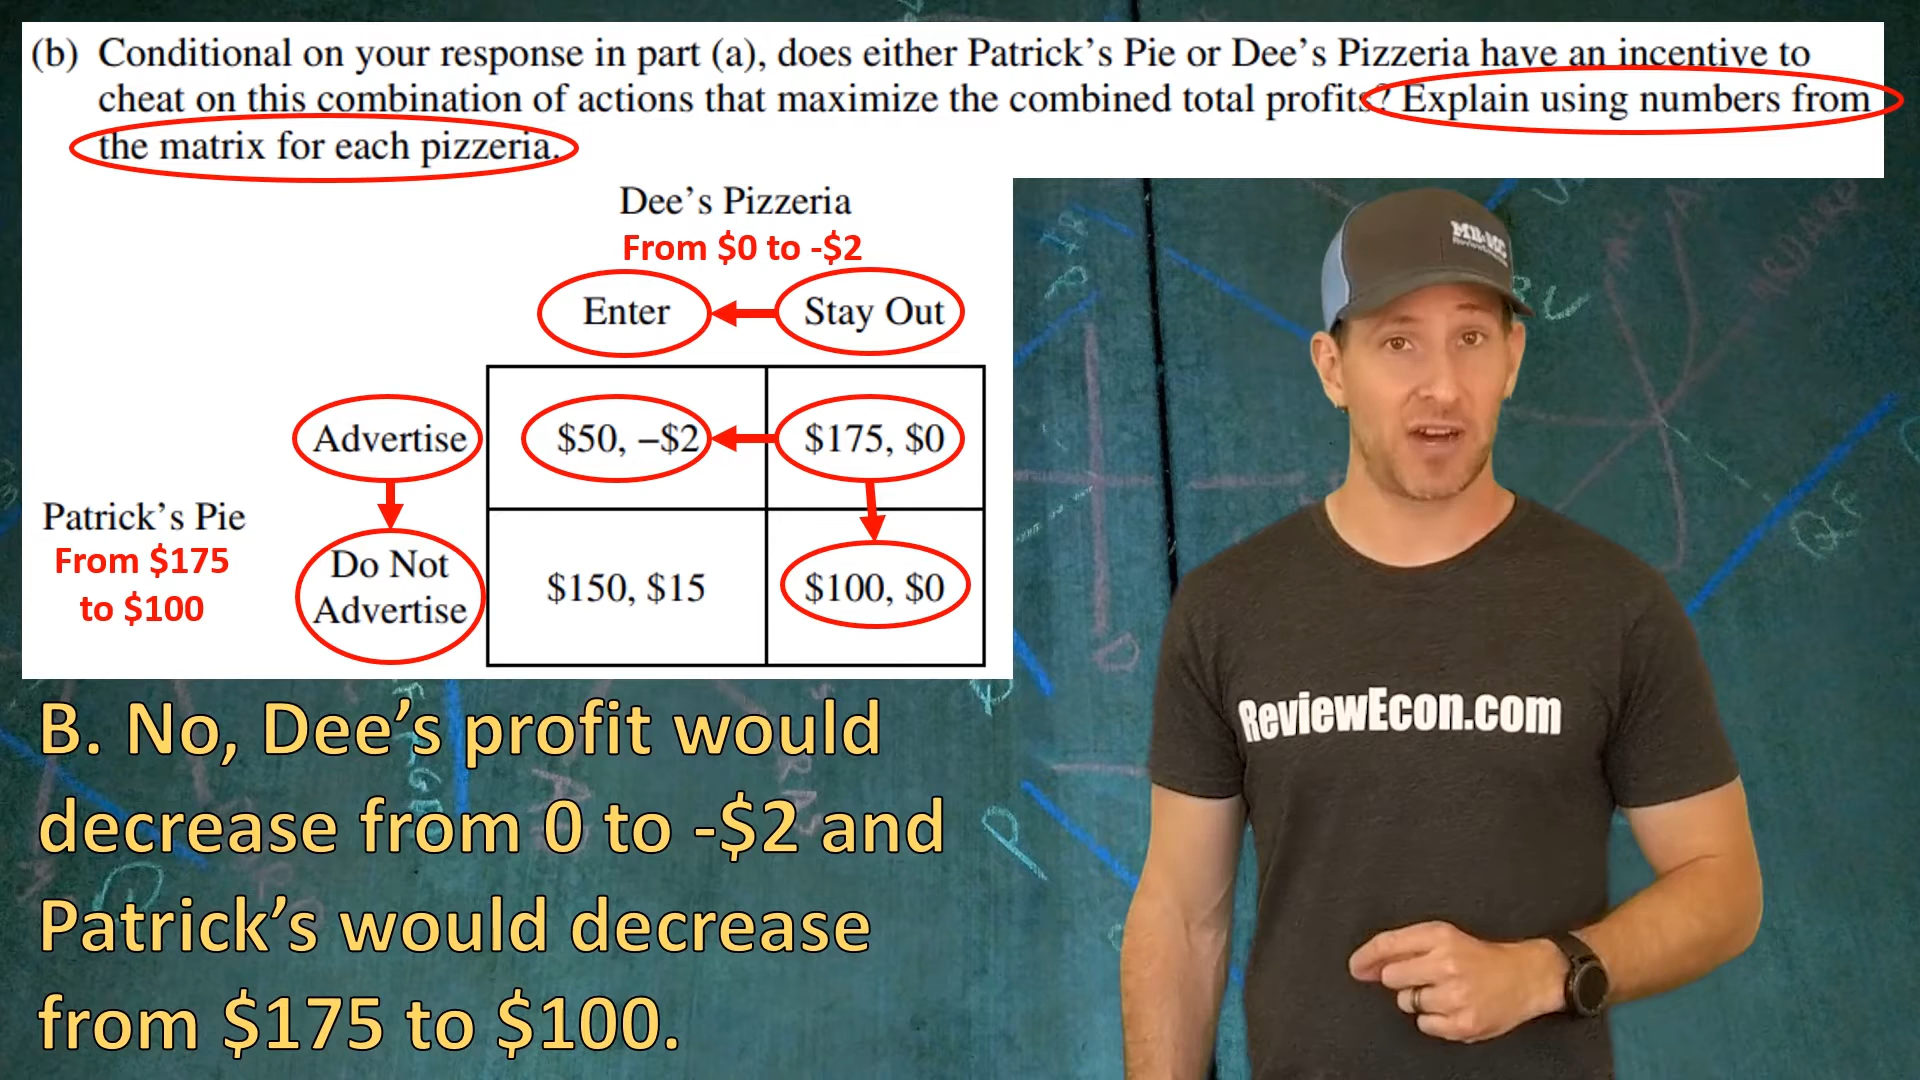 (b) Conditional on your response in part (a), does either Patrick's Pie or Dee's Pizzeria have an incentive to
cheat on this combination of actions that maximize the combined total profits? Explain using numbers from
the matrix for each pizzeria.
Dee's Pizzeria
From $0 to -$2
Enter
Stay Out
Advertise
$50, –$2
$175, $0
Patrick's Pie
From $175
to $100
Do Not
Advertise
$150, $15
$100, $0
B. No, Dee's profit would
decrease from 0 to -$2 and
Patrick's would decrease
from $175 to $100.
ReviewEcon.com